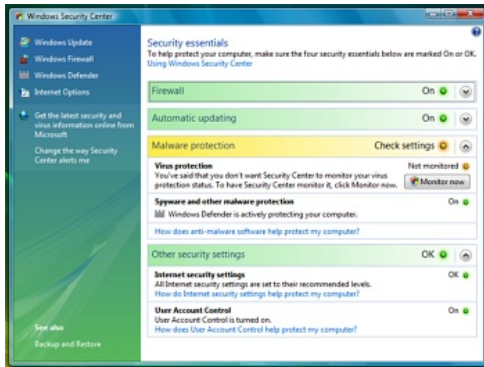 Windows Security Center
Windows Update
Windows Firewall
Windows Defender
Internet Options
Get the latest security and
virus information online from
Microsoft
Change the way Security
Center alerts me
See also
Backup and Restore
Security essentials
To help protect your computer, make sure the four security essentials below are marked On or OK.
Using Windows Security Center
Firewall On
Automatic updating On
Malware protection Check settings
Virus protection Not monitored
You've said that you don't want Security Center to monitor your virus
protection status. To have Security Center monitor it, click Monitor now. Monitor now
Spyware and other malware protection On
Windows Defender is actively protecting your computer.
How does anti-malware software help protect my computer?
Other security settings OK
Internet security settings OK
All Internet security settings are set to their recommended levels.
How do Internet security settings help protect my computer?
User Account Control On
User Account Control is turned on.
How does User Account Control help protect my computer?